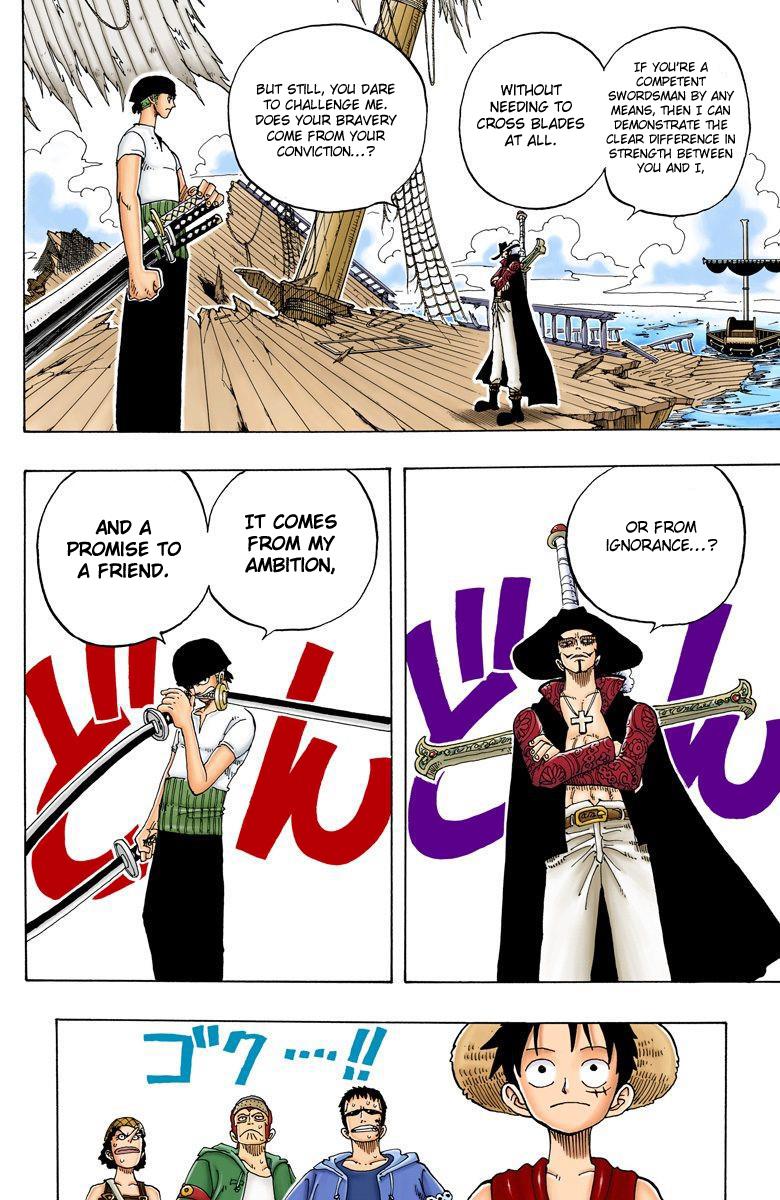 IF YOU'RE A
COMPETENT
SWORDSMAN BY ANY
MEANS, THEN I CAN
DEMONSTRATE THE
CLEAR DIFFERENCE IN
STRENGTH BETWEEN
YOU AND I,
WITHOUT
NEEDING TO
CROSS BLADES
AT ALL.
BUT STILL, YOU DARE
TO CHALLENGE ME.
DOES YOUR BRAVERY
COME FROM YOUR
CONVICTION...?
OR FROM
IGNORANCE...?
ドン
IT COMES
FROM MY
AMBITION,
AND A
PROMISE TO
A FRIEND.
どん
ゴク……!!